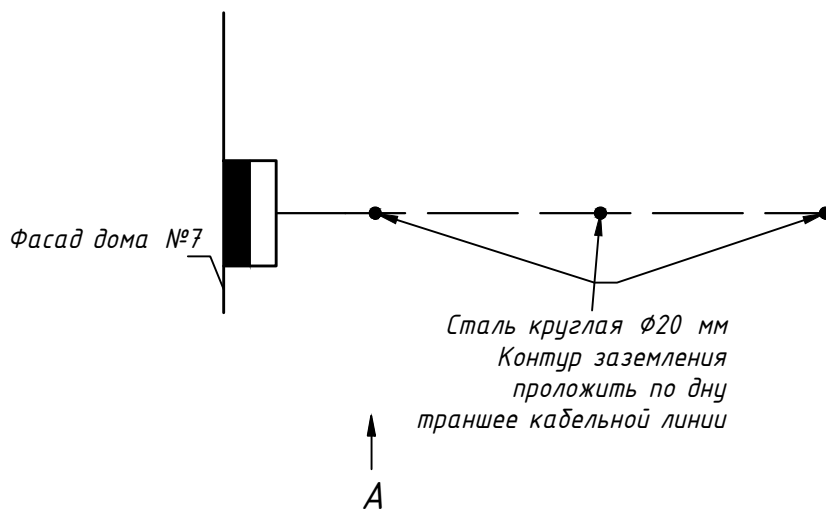 Фасад дома №7
Сталь круглая Ф20 мм
Контур заземления
проложить по дну
траншее кабельной линии
А